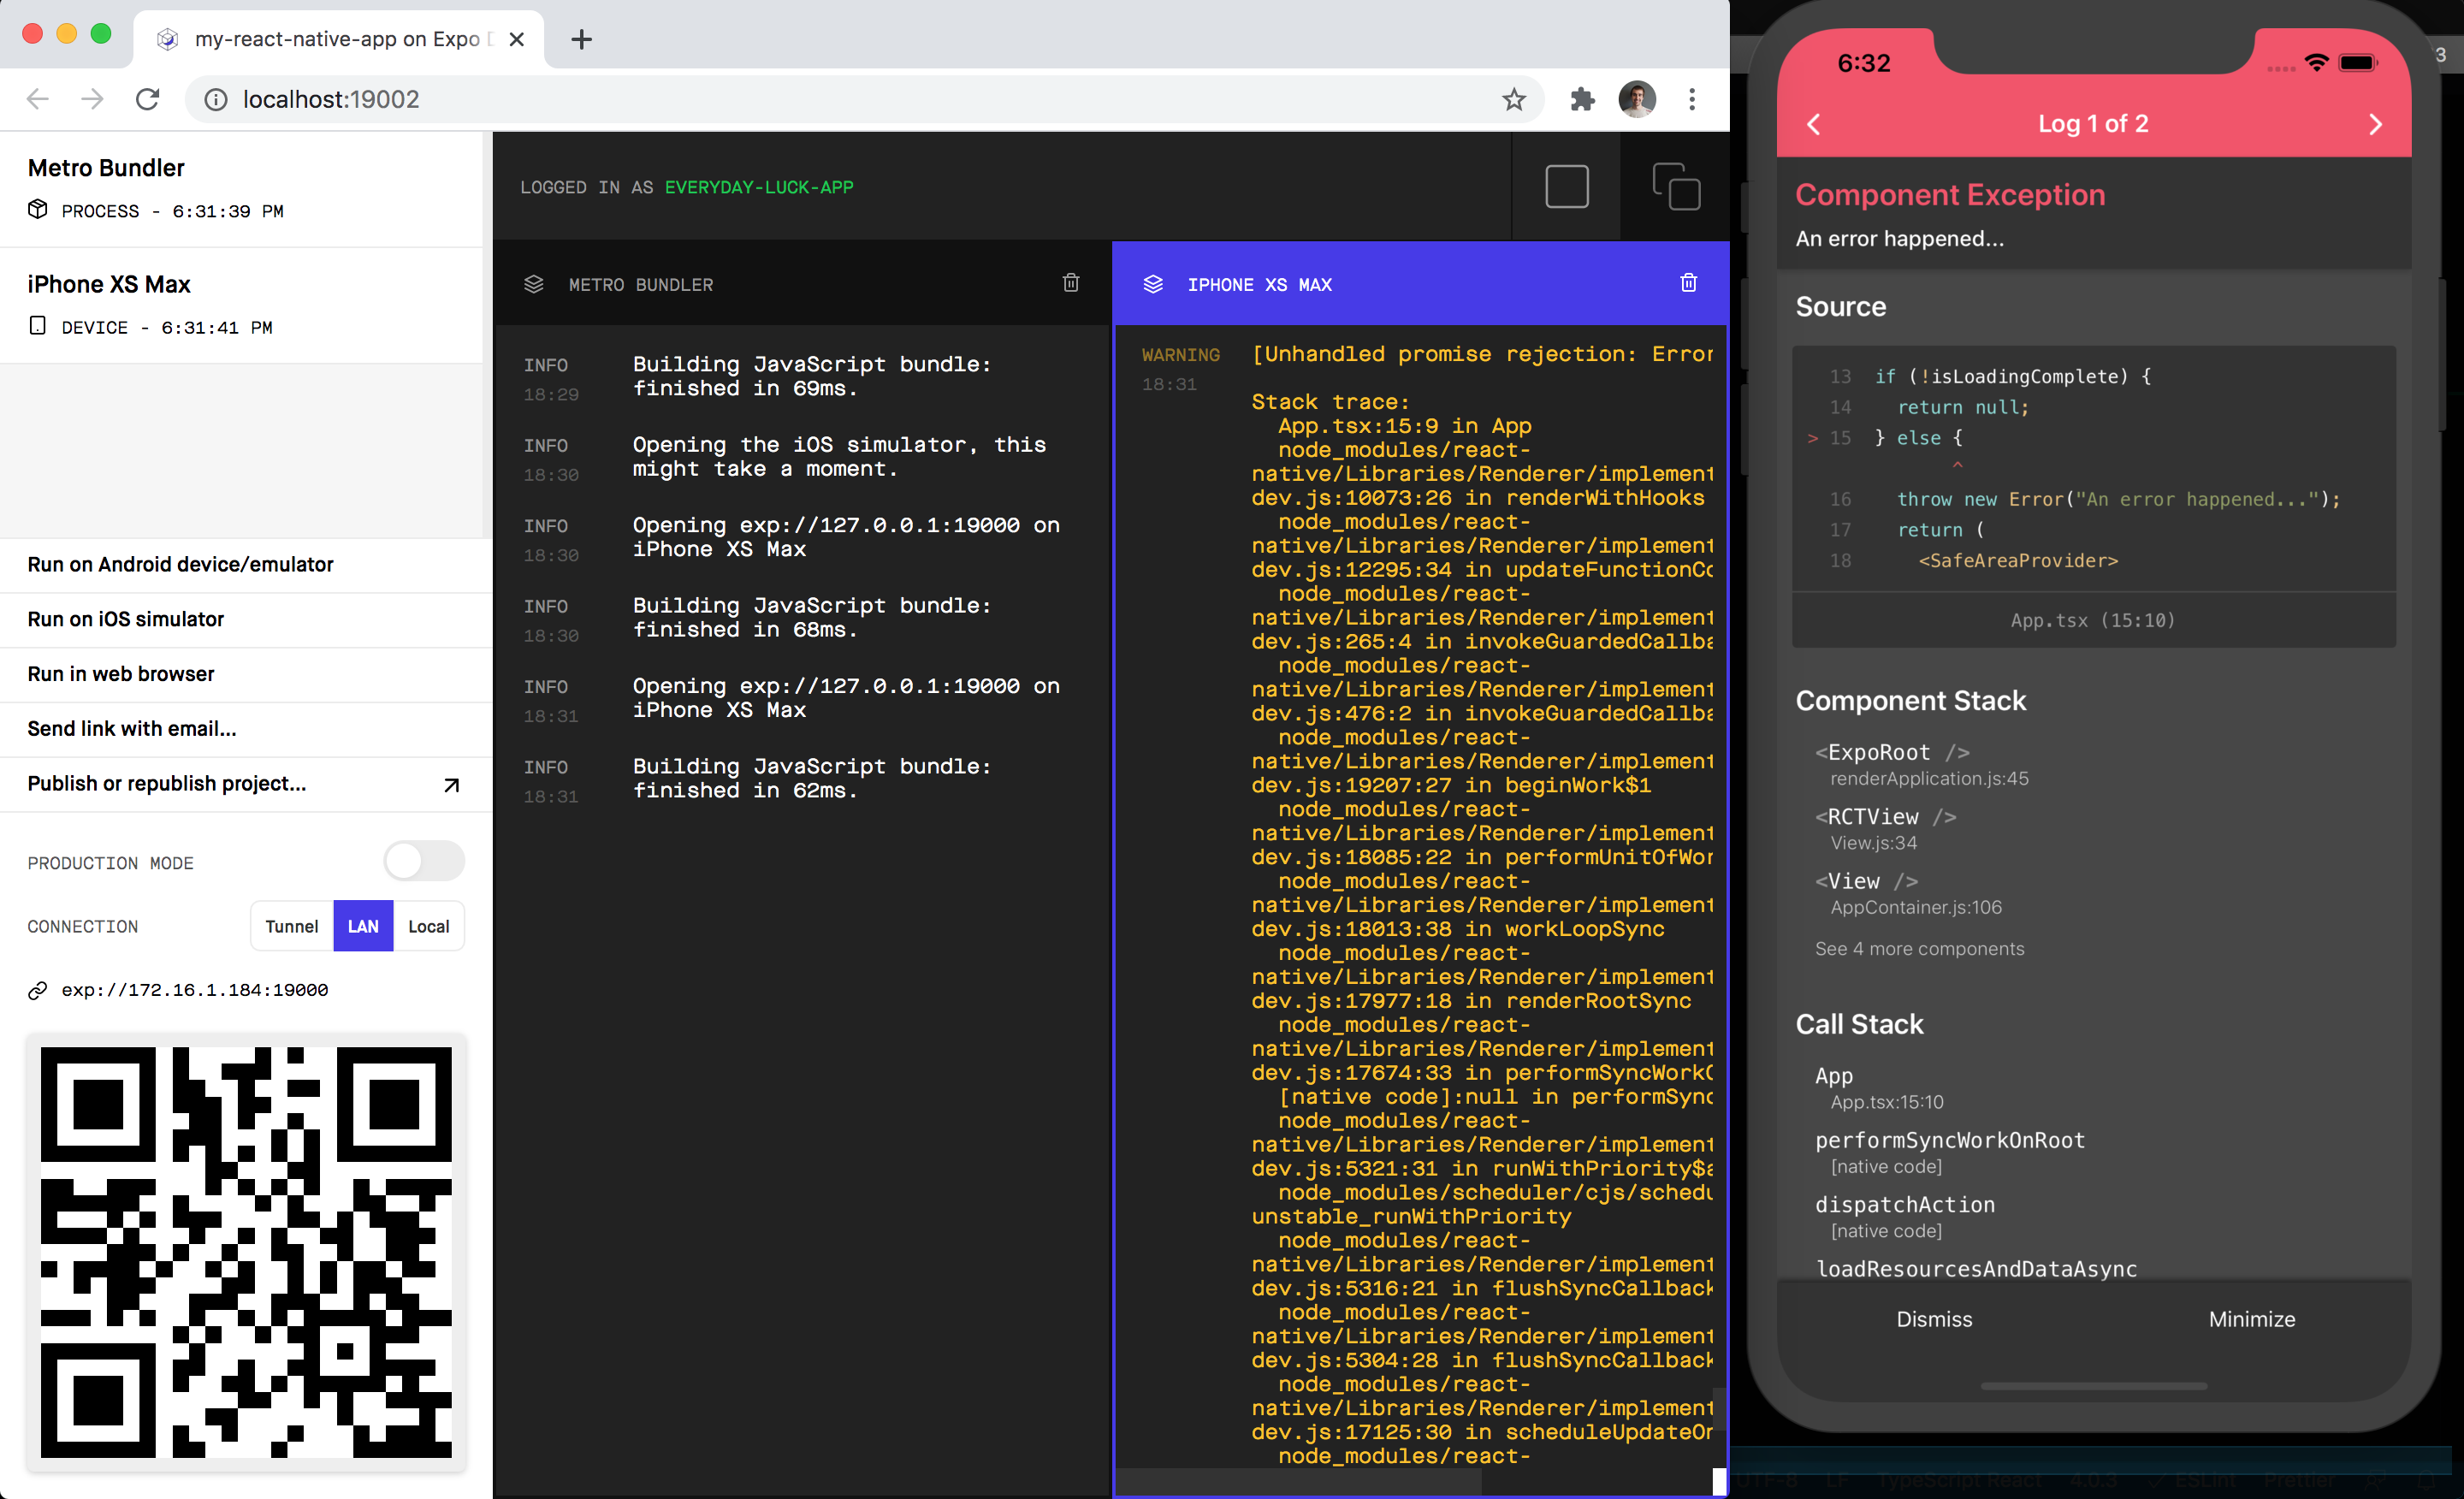 my-react-native-app on Expo
localhost:19002
Metro Bundler
PROCESS - 6:31:39 PM
iPhone XS Max
DEVICE - 6:31:41 PM
Run on Android device/emulator
Run on iOS simulator
Run in web browser
Send link with email...
Publish or republish project...
PRODUCTION MODE
CONNECTION
Tunnel
LAN
Local
exp://172.16.1.184:19000
LOGGED IN AS EVERYDAY-LUCK-APP
METRO BUNDLER
INFO
18:29
Building JavaScript bundle:
finished in 69ms.
INFO
18:30
Opening the iOS simulator, this
might take a moment.
INFO
18:30
Opening exp://127.0.0.1:19000 on
iPhone XS Max
INFO
18:30
Building JavaScript bundle:
finished in 68ms.
INFO
18:31
Opening exp://127.0.0.1:19000 on
iPhone XS Max
INFO
18:31
Building JavaScript bundle:
finished in 62ms.
IPHONE XS MAX
WARNING
18:31
[Unhandled promise rejection: Error
Stack trace:
App.tsx:15:9 in App
node_modules/react-
native/Libraries/Renderer/implement
dev.js:10073:26 in renderWithHooks
node_modules/react-
native/Libraries/Renderer/implement
dev.js:12295:34 in updateFunctionCo
node_modules/react-
native/Libraries/Renderer/implement
dev.js:265:4 in invokeGuardedCallba
node_modules/react-
native/Libraries/Renderer/implement
dev.js:476:2 in invokeGuardedCallba
node_modules/react-
native/Libraries/Renderer/implement
dev.js:19207:27 in beginWork$1
node_modules/react-
native/Libraries/Renderer/implement
dev.js:18085:22 in performUnitOfWor
node_modules/react-
native/Libraries/Renderer/implement
dev.js:18013:38 in workLoopSync
node_modules/react-
native/Libraries/Renderer/implement
dev.js:17977:18 in renderRootSync
node_modules/react-
native/Libraries/Renderer/implement
dev.js:17674:33 in performSyncWorkO
[native code]:null in performSync
node_modules/react-
native/Libraries/Renderer/implement
dev.js:5321:31 in runWithPriority$a
node_modules/scheduler/cjs/schedu
unstable_runWithPriority
node_modules/react-
native/Libraries/Renderer/implement
dev.js:5316:21 in flushSyncCallback
node_modules/react-
native/Libraries/Renderer/implement
dev.js:5304:28 in flushSyncCallback
node_modules/react-
native/Libraries/Renderer/implement
dev.js:17125:30 in scheduleUpdateOn
node_modules/react-
6:32
Log 1 of 2
Component Exception
An error happened...
Source
13 if (!isLoadingComplete) {
14 return null;
> 15 } else {
^
16 throw new Error("An error happened...");
17 return (
18 <SafeAreaProvider>
App.tsx (15:10)
Component Stack
<ExpoRoot />
renderApplication.js:45
<RCTView />
View.js:34
<View />
AppContainer.js:106
See 4 more components
Call Stack
App
App.tsx:15:10
performSyncWorkOnRoot
[native code]
dispatchAction
[native code]
loadResourcesAndDataAsync
Dismiss
Minimize
UTF-8 LF TypeScript React 4.0.3 ESLint Prettier